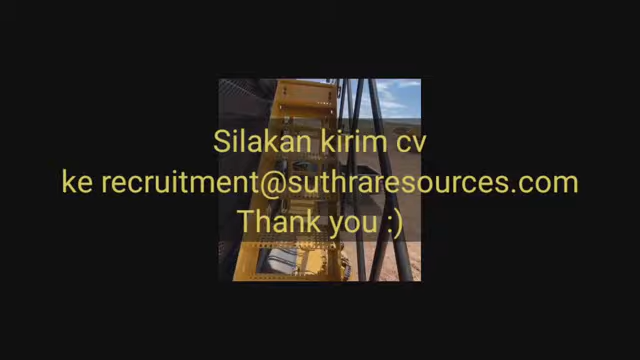 Silakan kirim cv
ke recruitment@suthraresources.com
Thank you :)